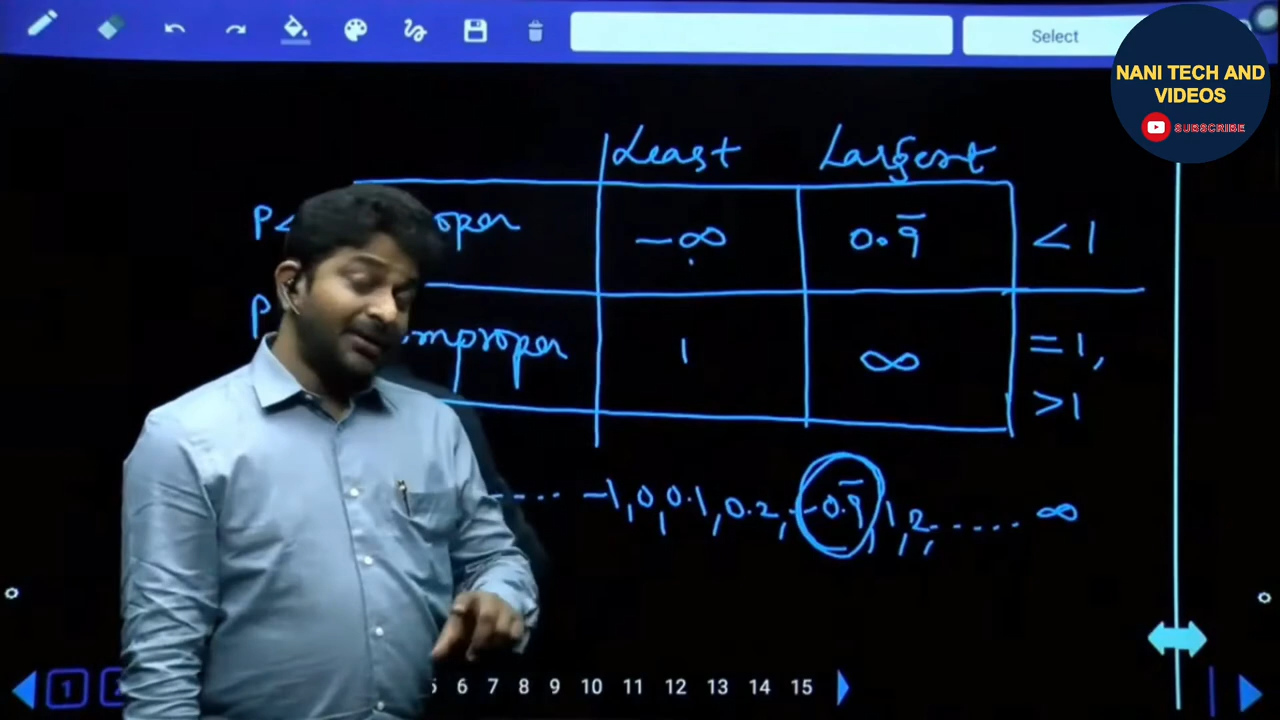 Select
NANI TECH AND
VIDEOS
SUBSCRIBE
Least Largest
P< oper -∞ 0.9̅ < 1
P improper 1 ∞ = 1,
> 1
..... -1, 0, 0.1, 0.2, --0.9̅, 1, 2, ...... ∞
1 6 7 8 9 10 11 12 13 14 15